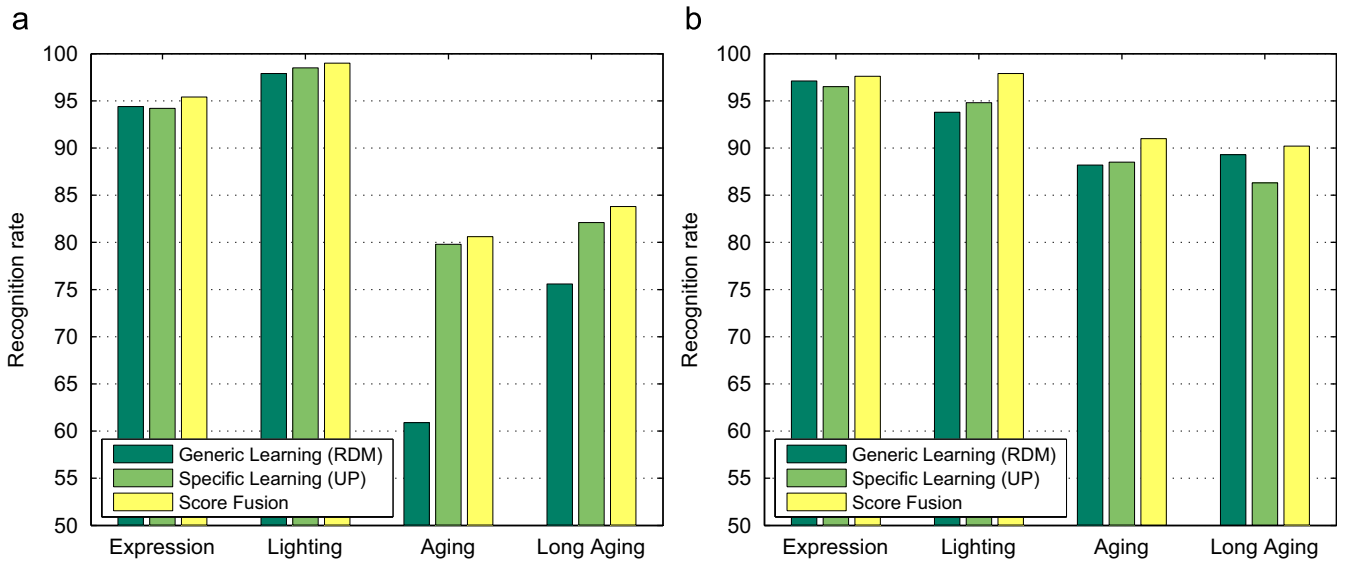 a
100
95
90
85
80
75
70
65
60
55
50
Recognition rate
Generic Learning (RDM)
Specific Learning (UP)
Score Fusion
Expression Lighting Aging Long Aging
b
100
95
90
85
80
75
70
65
60
55
50
Recognition rate
Generic Learning (RDM)
Specific Learning (UP)
Score Fusion
Expression Lighting Aging Long Aging